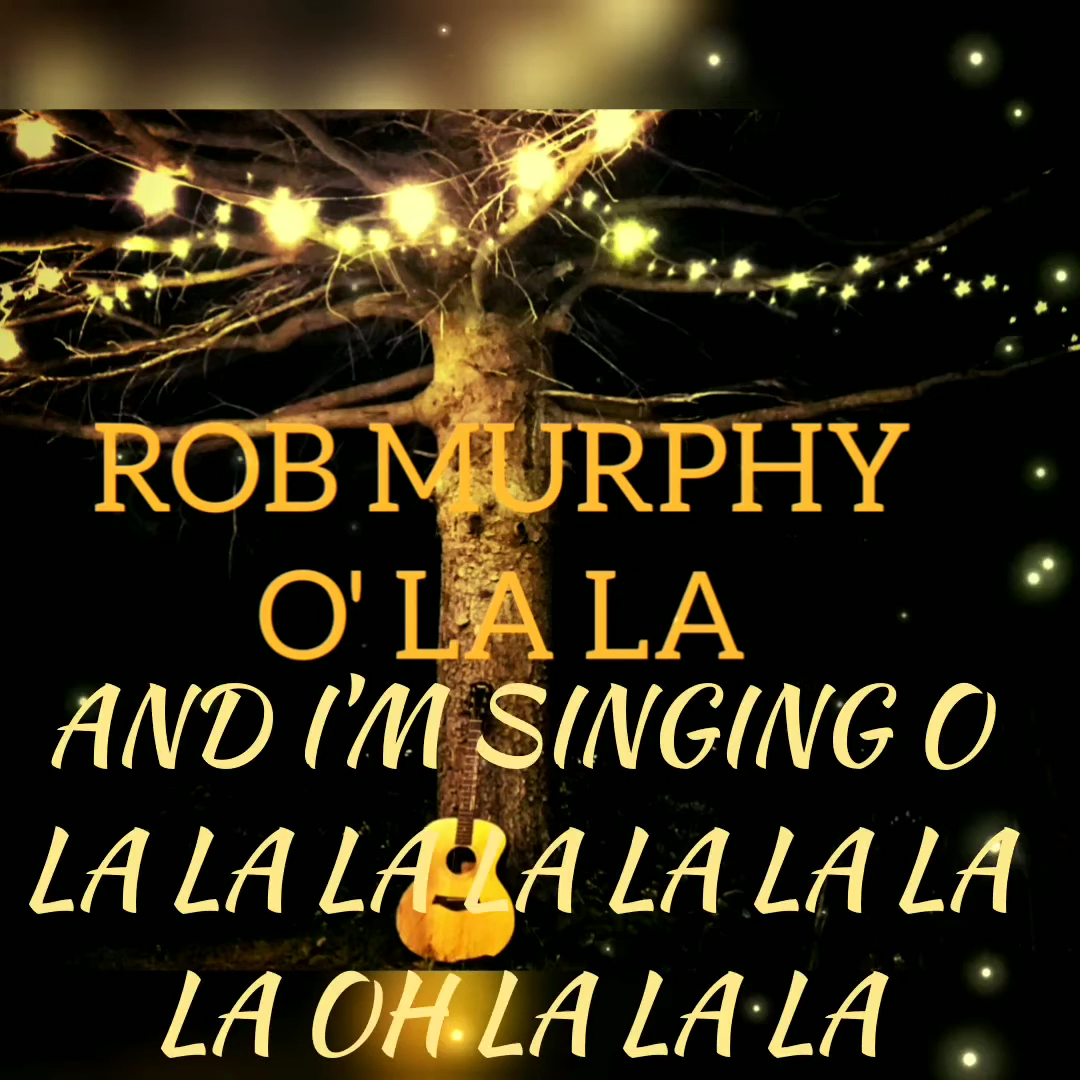 ROB MURPHY
O' LA LA
AND I'M SINGING O
LA LA LA LA LA LA LA
LA OH LA LA LA